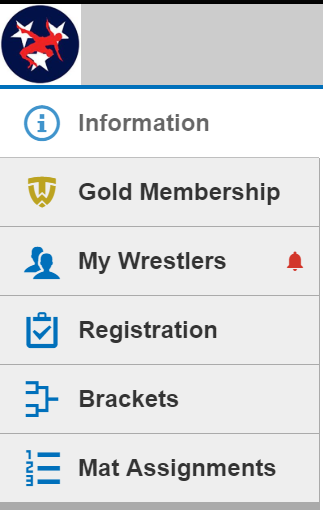 Information
Gold Membership
My Wrestlers
Registration
Brackets
Mat Assignments